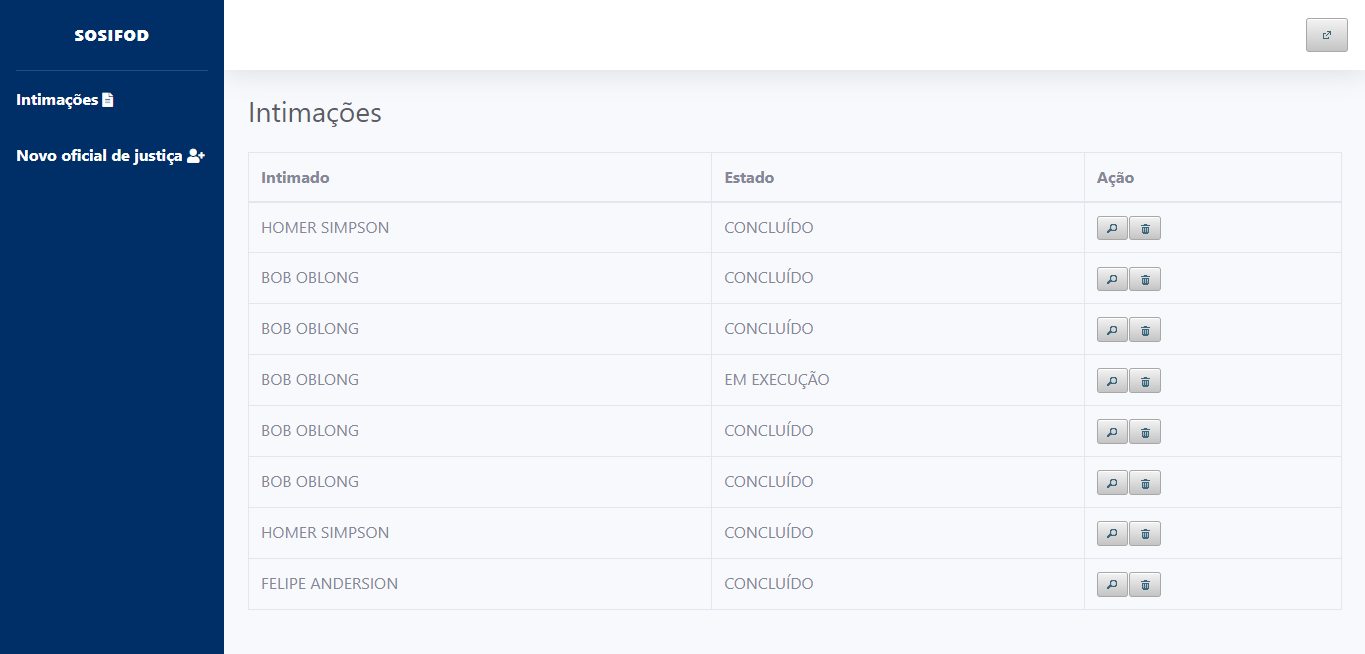 SOSIFOD
Intimações
Novo oficial de justiça
Intimações
Intimado Estado Ação
HOMER SIMPSON CONCLUÍDO
BOB OBLONG CONCLUÍDO
BOB OBLONG CONCLUÍDO
BOB OBLONG EM EXECUÇÃO
BOB OBLONG CONCLUÍDO
BOB OBLONG CONCLUÍDO
HOMER SIMPSON CONCLUÍDO
FELIPE ANDERSION CONCLUÍDO